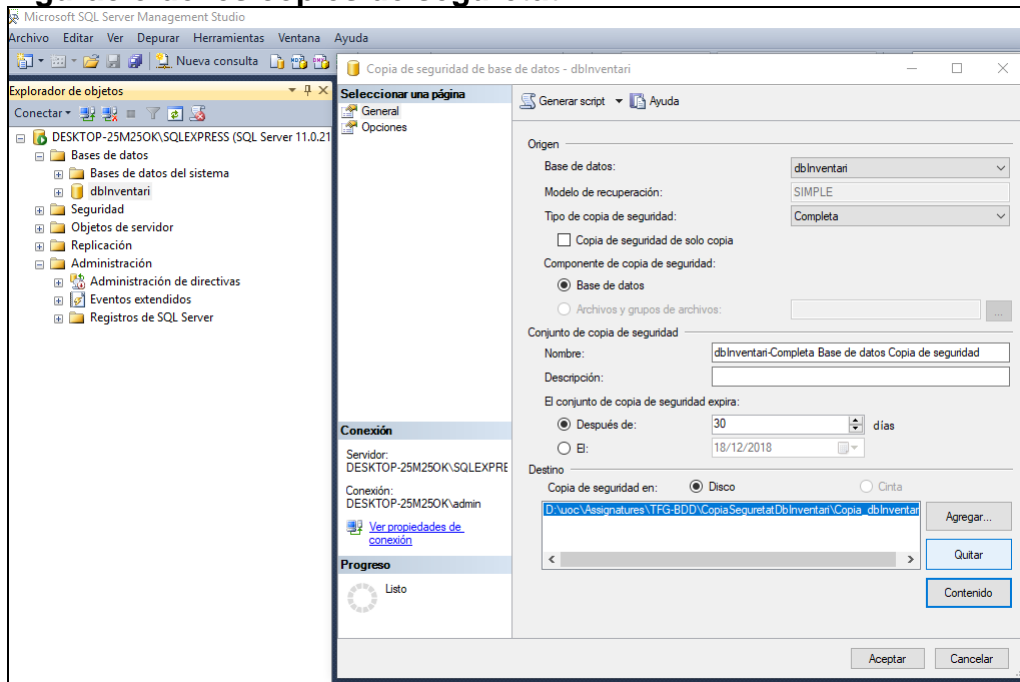 Microsoft SQL Server Management Studio
Archivo Editar Ver Depurar Herramientas Ventana Ayuda
Nueva consulta
Explorador de objetos
Conectar
DESKTOP-25M25OK\SQLEXPRESS (SQL Server 11.0.21
Bases de datos
Bases de datos del sistema
dbInventari
Seguridad
Objetos de servidor
Replicación
Administración
Administración de directivas
Eventos extendidos
Registros de SQL Server
Copia de seguridad de base de datos - dbInventari
Seleccionar una página
General
Opciones
Conexión
Servidor:
DESKTOP-25M25OK\SQLEXPRE
Conexión:
DESKTOP-25M25OK\admin
Ver propiedades de
conexión
Progreso
Listo
Generar script Ayuda
Origen
Base de datos: dbInventari
Modelo de recuperación: SIMPLE
Tipo de copia de seguridad: Completa
Copia de seguridad de solo copia
Componente de copia de seguridad:
Base de datos
Archivos y grupos de archivos: ...
Conjunto de copia de seguridad
Nombre: dbInventari-Completa Base de datos Copia de seguridad
Descripción:
El conjunto de copia de seguridad expira:
Después de: 30 días
El: 18/12/2018
Destino
Copia de seguridad en: Disco Cinta
D:\uoc\Assignatures\TFG-BDD\CopiaSeguretatDbInventari\Copia_dbInventar
Agregar...
Quitar
Contenido
Aceptar Cancelar